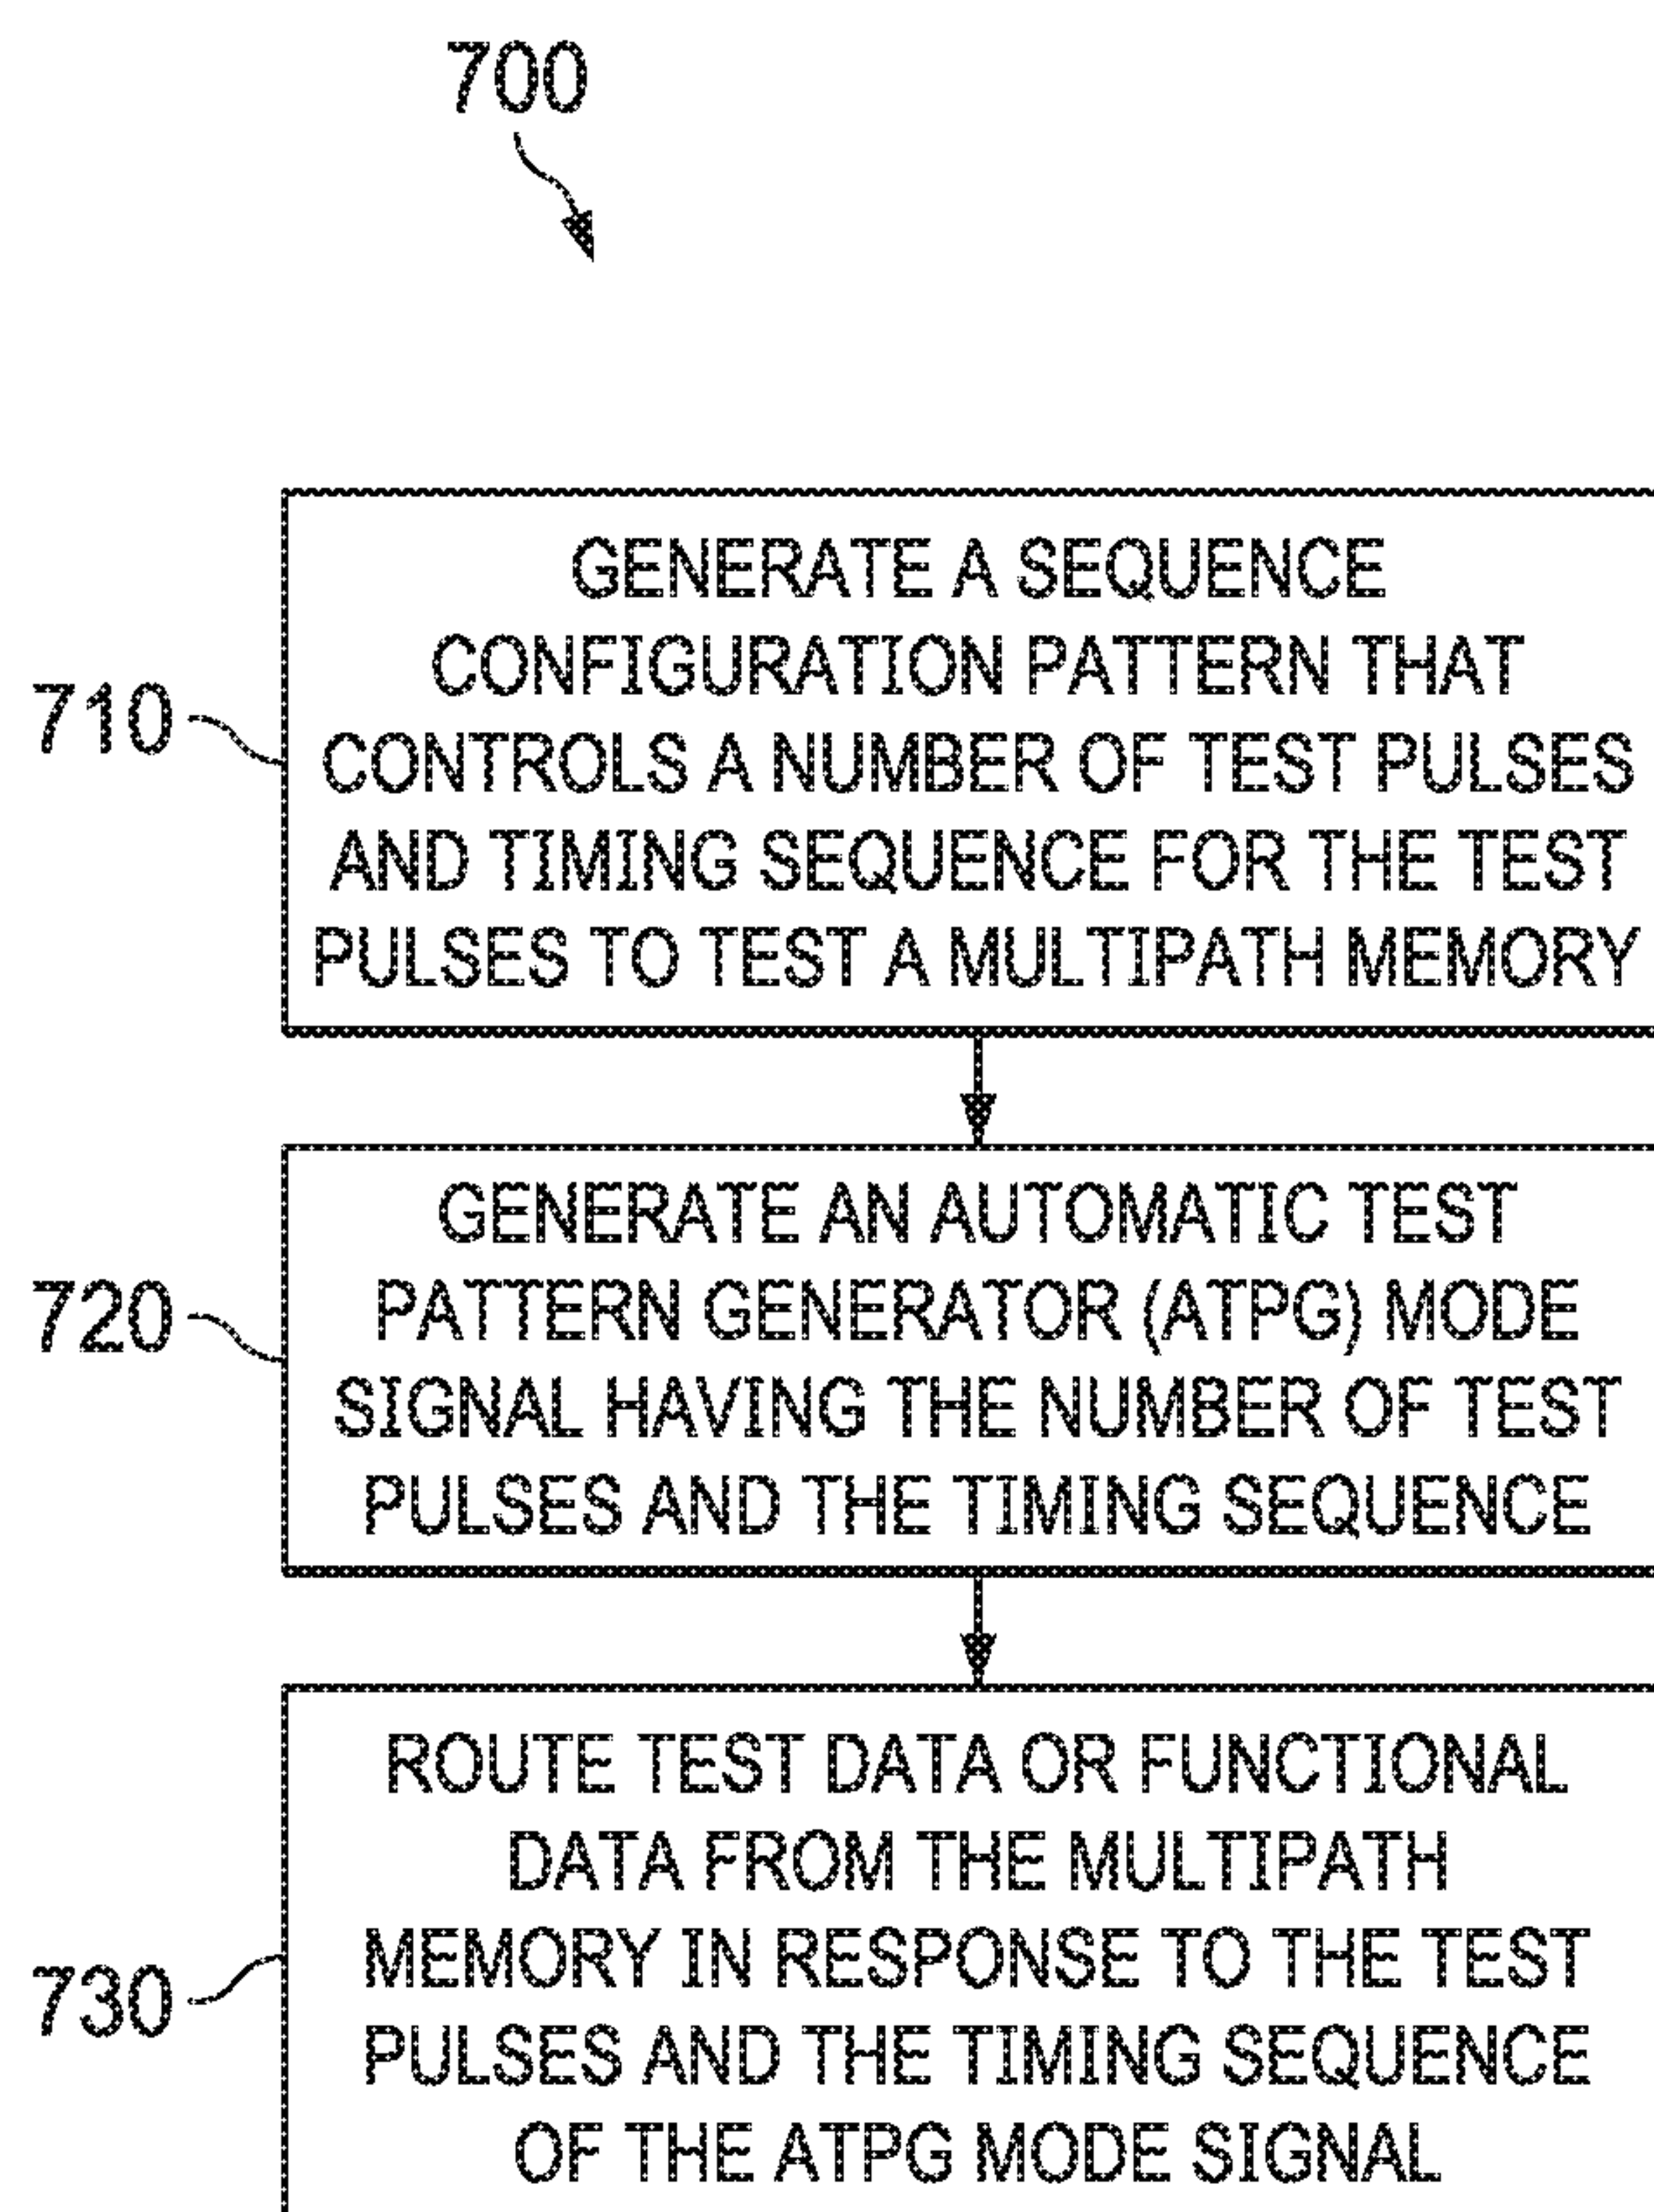 700
710
GENERATE A SEQUENCE
CONFIGURATION PATTERN THAT
CONTROLS A NUMBER OF TEST PULSES
AND TIMING SEQUENCE FOR THE TEST
PULSES TO TEST A MULTIPATH MEMORY
720
GENERATE AN AUTOMATIC TEST
PATTERN GENERATOR (ATPG) MODE
SIGNAL HAVING THE NUMBER OF TEST
PULSES AND THE TIMING SEQUENCE
730
ROUTE TEST DATA OR FUNCTIONAL
DATA FROM THE MULTIPATH
MEMORY IN RESPONSE TO THE TEST
PULSES AND THE TIMING SEQUENCE
OF THE ATPG MODE SIGNAL